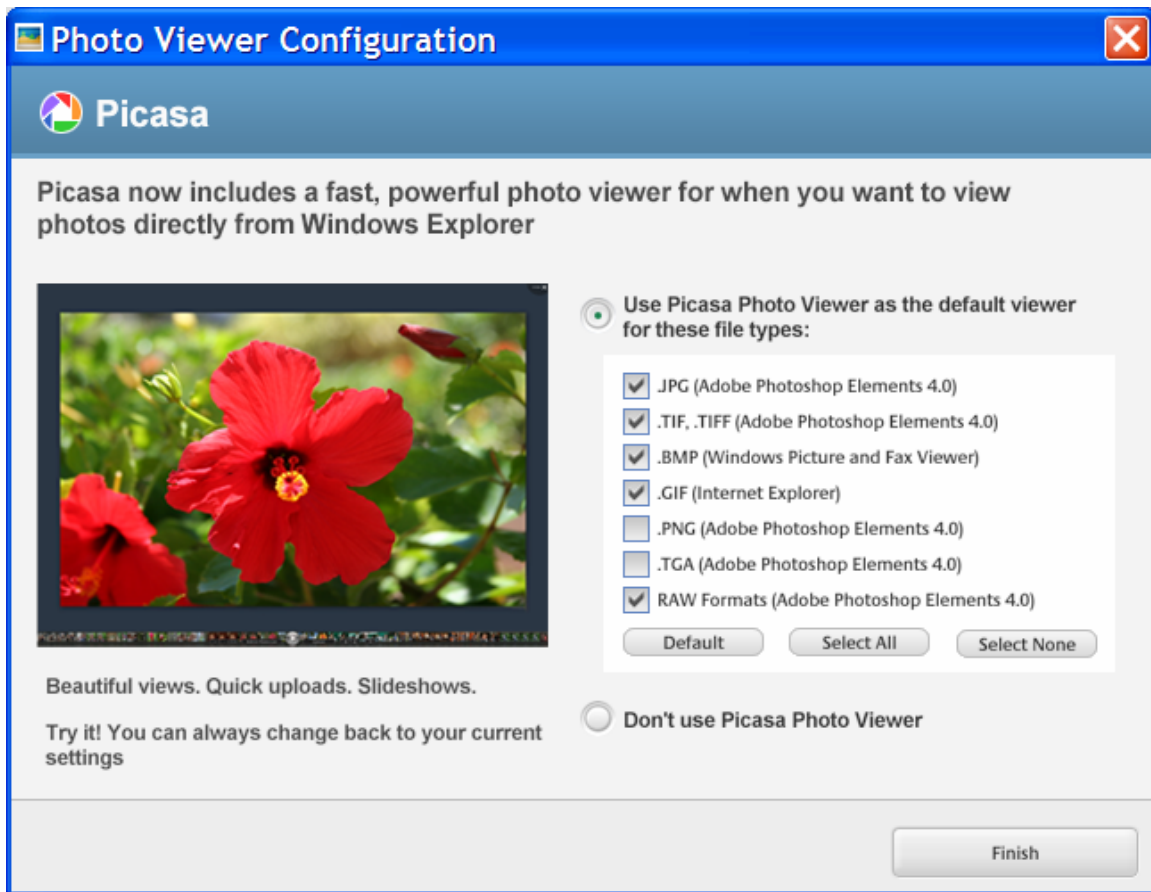 Photo Viewer Configuration
Picasa
Picasa now includes a fast, powerful photo viewer for when you want to view
photos directly from Windows Explorer
Use Picasa Photo Viewer as the default viewer
for these file types:
.JPG (Adobe Photoshop Elements 4.0)
.TIF, .TIFF (Adobe Photoshop Elements 4.0)
.BMP (Windows Picture and Fax Viewer)
.GIF (Internet Explorer)
.PNG (Adobe Photoshop Elements 4.0)
.TGA (Adobe Photoshop Elements 4.0)
RAW Formats (Adobe Photoshop Elements 4.0)
Default Select All Select None
Beautiful views. Quick uploads. Slideshows.
Try it! You can always change back to your current
settings
Don't use Picasa Photo Viewer
Finish